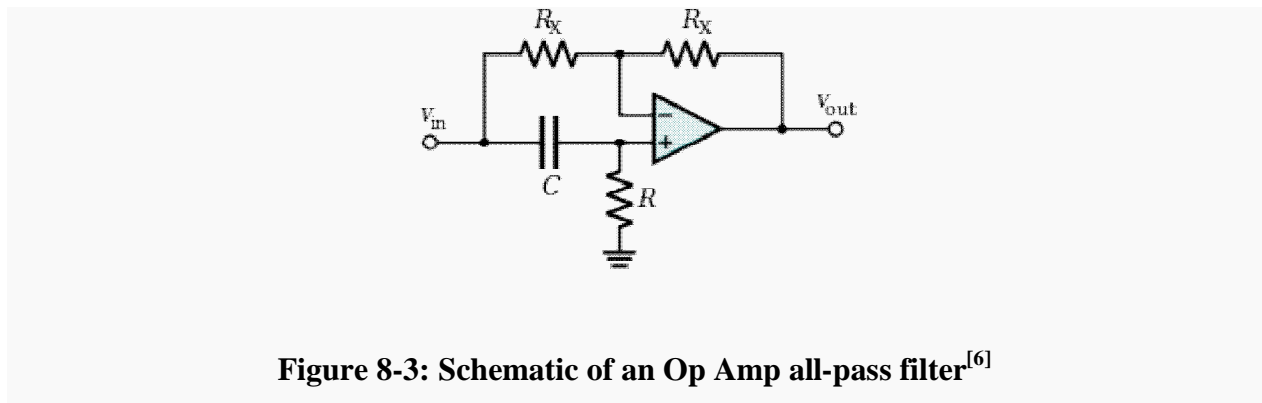 Rx Rx
vin
vout
−
+
C
R
Figure 8-3: Schematic of an Op Amp all-pass filter[6]